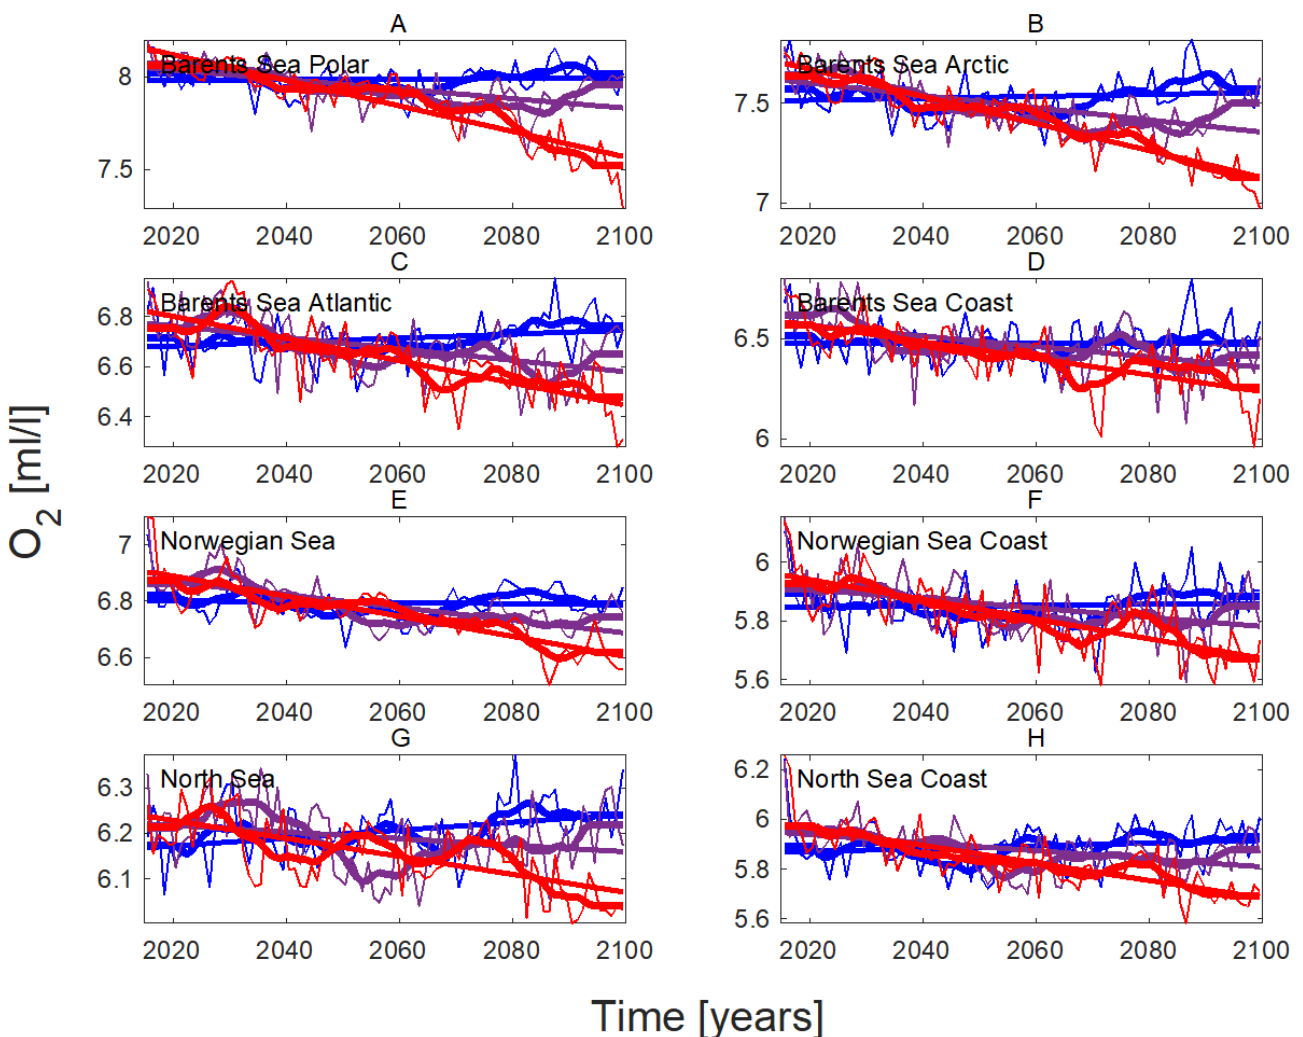 A
B
Barents Sea Polar
Barents Sea Arctic
8
7.5
7.5
7
2020 2040 2060 2080 2100
2020 2040 2060 2080 2100
C
D
Barents Sea Atlantic
Barents Sea Coast
6.8
6.6
6.4
6.5
6
2020 2040 2060 2080 2100
2020 2040 2060 2080 2100
O2 [ml/l]
E
F
Norwegian Sea
Norwegian Sea Coast
7
6.8
6.6
6
5.8
5.6
2020 2040 2060 2080 2100
2020 2040 2060 2080 2100
G
H
North Sea
North Sea Coast
6.3
6.2
6.1
6.2
6
5.8
5.6
2020 2040 2060 2080 2100
2020 2040 2060 2080 2100
Time [years]